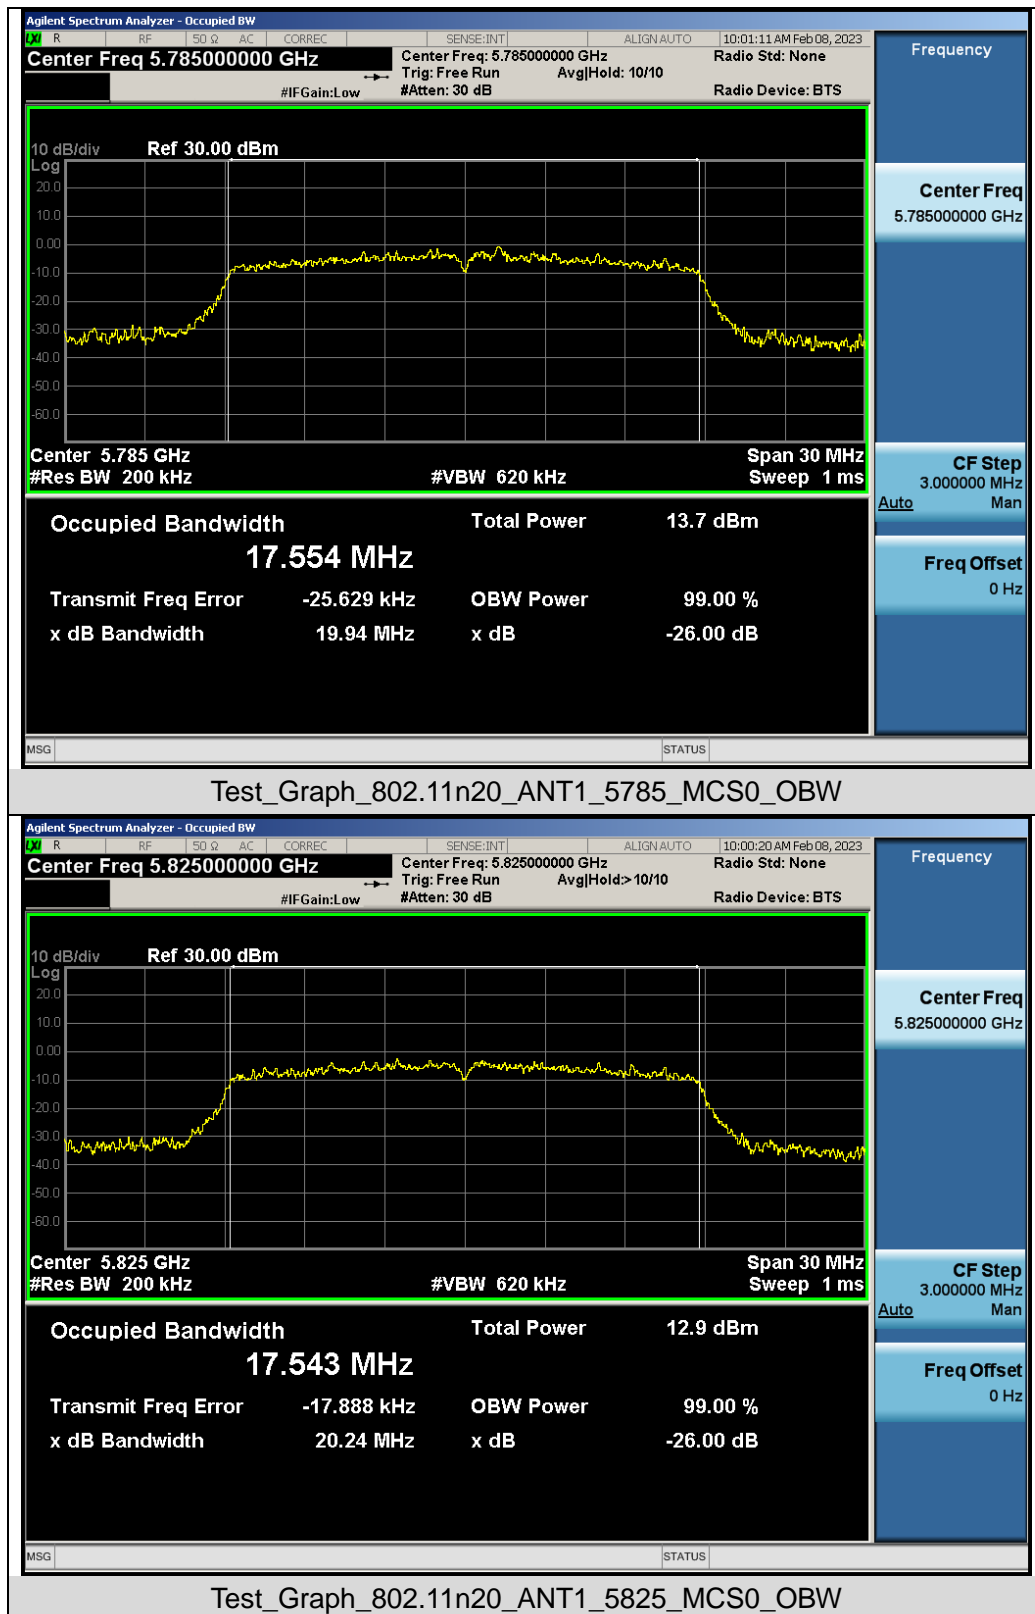 Agilent Spectrum Analyzer - Occupied BW
LXI R RF 50 Ω AC CORREC SENSE:INT ALIGN AUTO 10:01:11 AM Feb 08, 2023
Center Freq 5.785000000 GHz Center Freq: 5.785000000 GHz Radio Std: None
Trig: Free Run Avg|Hold: 10/10
#IFGain:Low #Atten: 30 dB Radio Device: BTS
Frequency
10 dB/div Ref 30.00 dBm
Log
20.0
10.0
0.00
-10.0
-20.0
-30.0
-40.0
-50.0
-60.0
Center 5.785 GHz Span 30 MHz
#Res BW 200 kHz #VBW 620 kHz Sweep 1 ms
Center Freq
5.785000000 GHz
CF Step
3.000000 MHz
Auto Man
Freq Offset
0 Hz
Occupied Bandwidth Total Power 13.7 dBm
17.554 MHz
Transmit Freq Error -25.629 kHz OBW Power 99.00 %
x dB Bandwidth 19.94 MHz x dB -26.00 dB
MSG STATUS
Test_Graph_802.11n20_ANT1_5785_MCS0_OBW
Agilent Spectrum Analyzer - Occupied BW
LXI R RF 50 Ω AC CORREC SENSE:INT ALIGN AUTO 10:00:20 AM Feb 08, 2023
Center Freq 5.825000000 GHz Center Freq: 5.825000000 GHz Radio Std: None
Trig: Free Run Avg|Hold:>10/10
#IFGain:Low #Atten: 30 dB Radio Device: BTS
Frequency
10 dB/div Ref 30.00 dBm
Log
20.0
10.0
0.00
-10.0
-20.0
-30.0
-40.0
-50.0
-60.0
Center 5.825 GHz Span 30 MHz
#Res BW 200 kHz #VBW 620 kHz Sweep 1 ms
Center Freq
5.825000000 GHz
CF Step
3.000000 MHz
Auto Man
Freq Offset
0 Hz
Occupied Bandwidth Total Power 12.9 dBm
17.543 MHz
Transmit Freq Error -17.888 kHz OBW Power 99.00 %
x dB Bandwidth 20.24 MHz x dB -26.00 dB
MSG STATUS
Test_Graph_802.11n20_ANT1_5825_MCS0_OBW